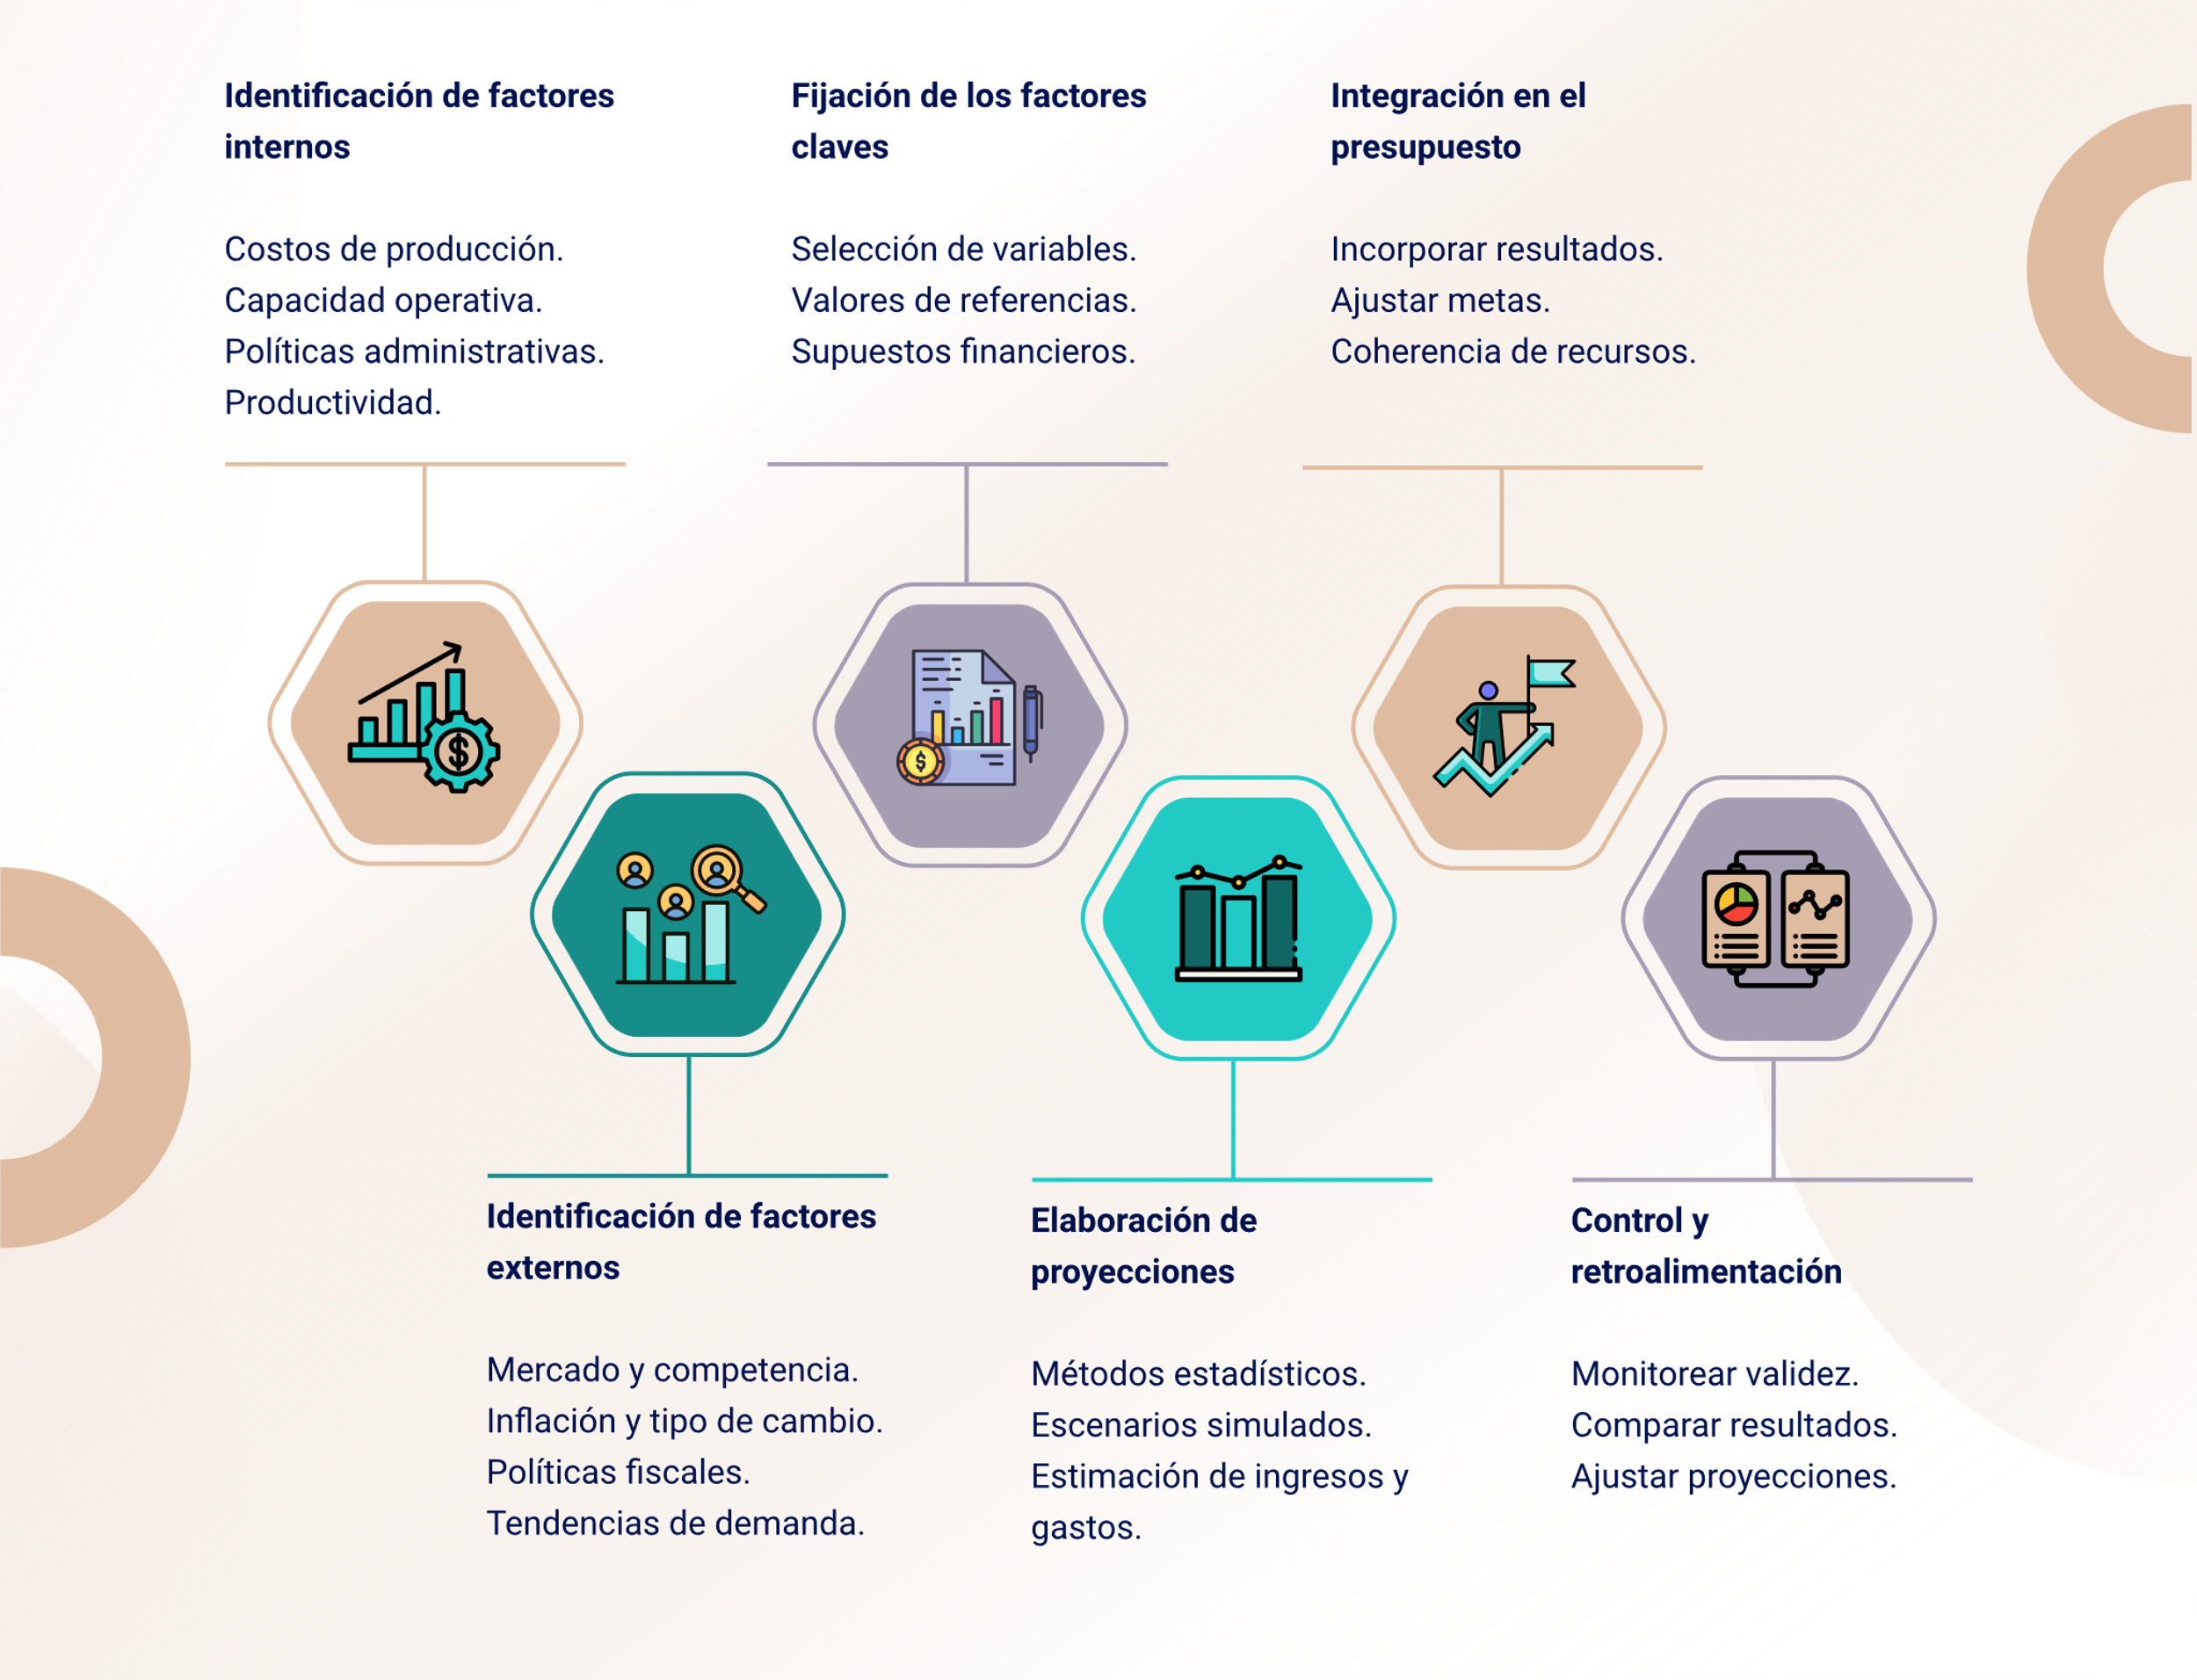 Identificación de factores
internos
Costos de producción.
Capacidad operativa.
Políticas administrativas.
Productividad.
Fijación de los factores
claves
Selección de variables.
Valores de referencias.
Supuestos financieros.
Integración en el
presupuesto
Incorporar resultados.
Ajustar metas.
Coherencia de recursos.
$
$
Identificación de factores
externos
Mercado y competencia.
Inflación y tipo de cambio.
Políticas fiscales.
Tendencias de demanda.
Elaboración de
proyecciones
Métodos estadísticos.
Escenarios simulados.
Estimación de ingresos y
gastos.
Control y
retroalimentación
Monitorear validez.
Comparar resultados.
Ajustar proyecciones.